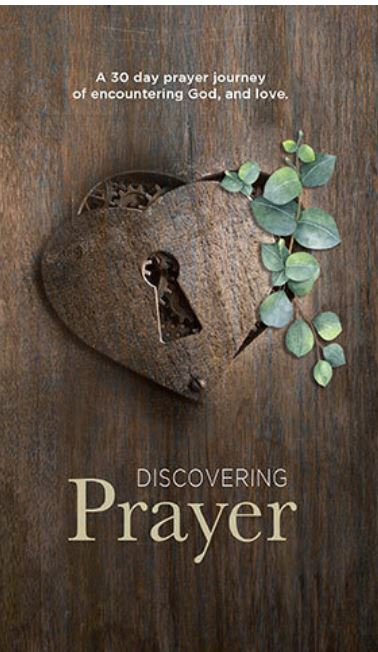 A 30 day prayer journey
of encountering God, and love.
DISCOVERING
Prayer